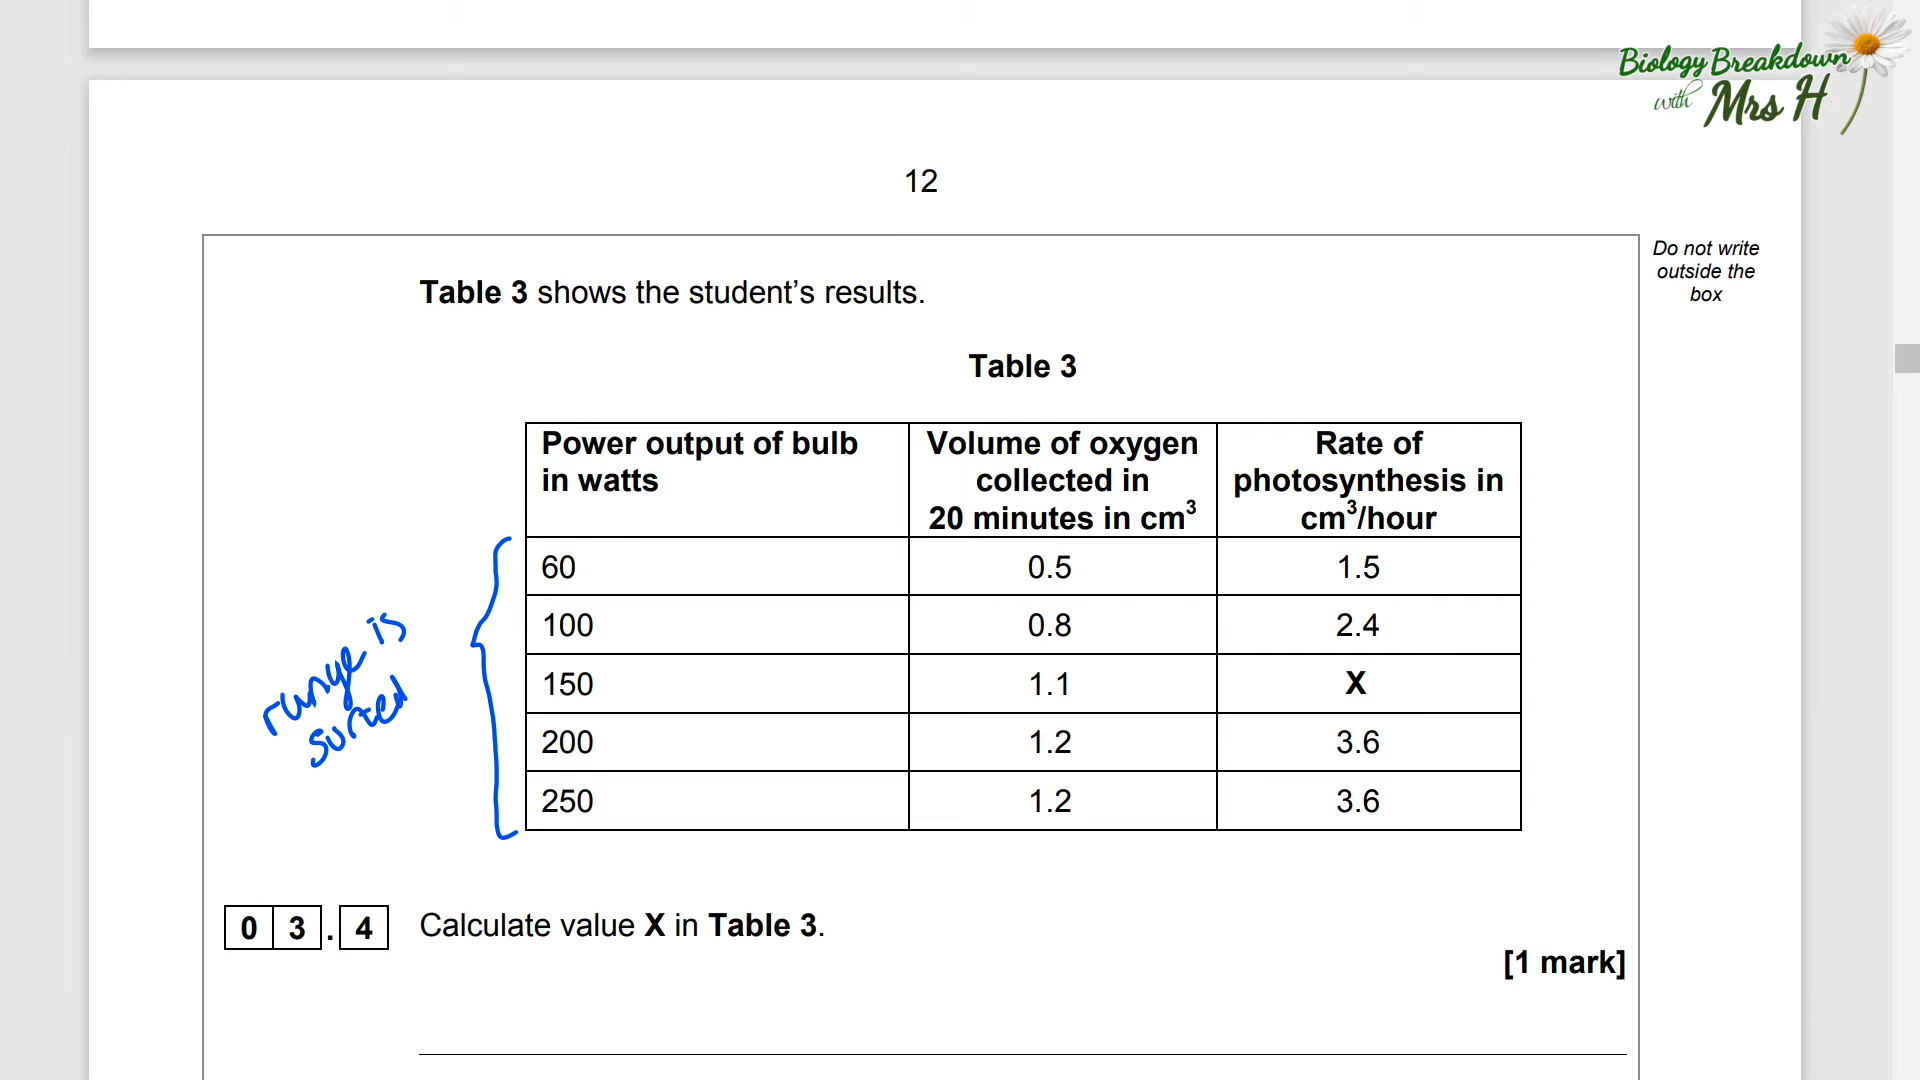 Biology Breakdown
with Mrs H
12
Do not write
outside the
box
Table 3 shows the student’s results.
Table 3
Power output of bulb
in watts
Volume of oxygen
collected in
20 minutes in cm³
Rate of
photosynthesis in
cm³/hour
60 0.5 1.5
100 0.8 2.4
150 1.1 X
200 1.2 3.6
250 1.2 3.6
range is
sorted
0 3 . 4 Calculate value X in Table 3.
[1 mark]